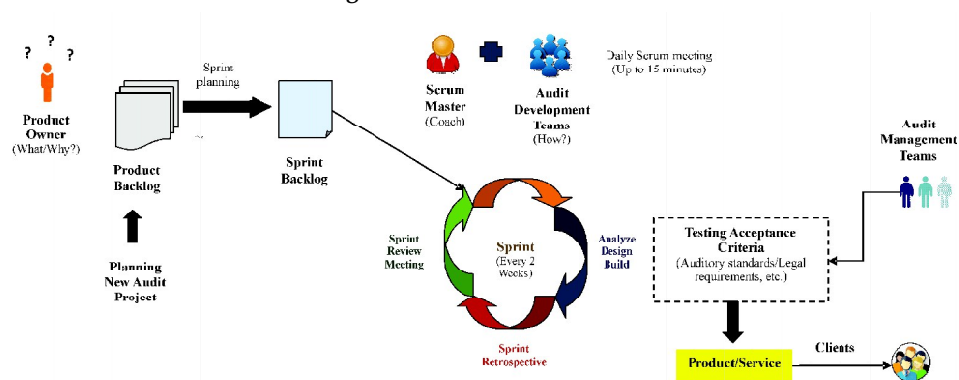 ? ? ?
Product
Owner
(What/Why?)
Sprint
planning
Product
Backlog
Planning
New Audit
Project
Sprint
Backlog
Scrum
Master
(Coach)
Audit
Development
Teams
(How?)
Daily Scrum meeting
(Up to 15 minutes)
Sprint
Review
Meeting
Sprint
(Every 2
Weeks)
Analyze
Design
Build
Sprint
Retrospective
Audit
Management
Teams
Testing Acceptance
Criteria
(Auditory standards/Legal
requirements, etc.)
Product/Service
Clients